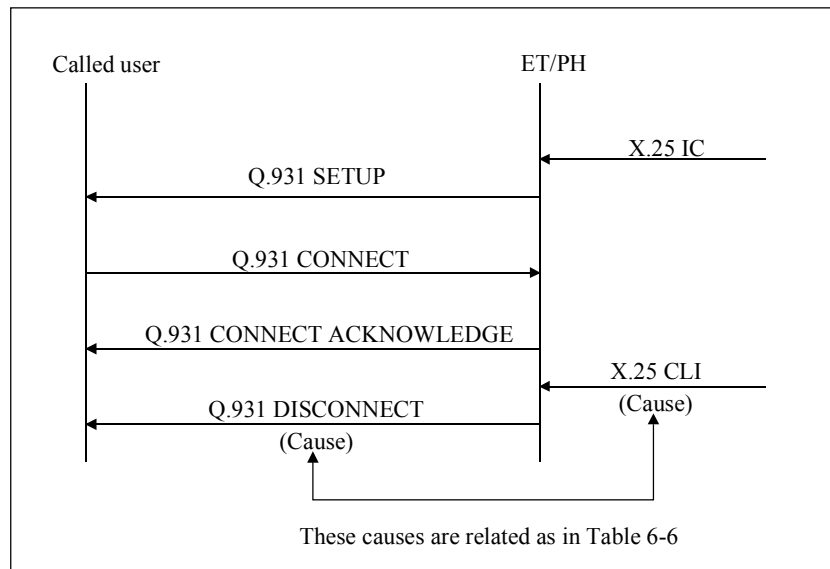 Called user
ET/PH
X.25 IC
Q.931 SETUP
Q.931 CONNECT
Q.931 CONNECT ACKNOWLEDGE
X.25 CLI
(Cause)
Q.931 DISCONNECT
(Cause)
These causes are related as in Table 6-6